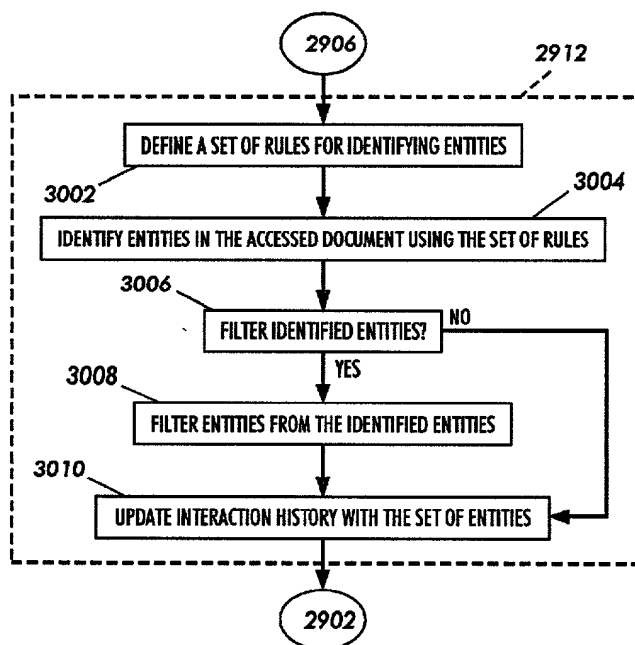 2906
2912
DEFINE A SET OF RULES FOR IDENTIFYING ENTITIES
3002
3004
IDENTIFY ENTITIES IN THE ACCESSED DOCUMENT USING THE SET OF RULES
3006
FILTER IDENTIFIED ENTITIES?
NO
YES
3008
FILTER ENTITIES FROM THE IDENTIFIED ENTITIES
3010
UPDATE INTERACTION HISTORY WITH THE SET OF ENTITIES
2902